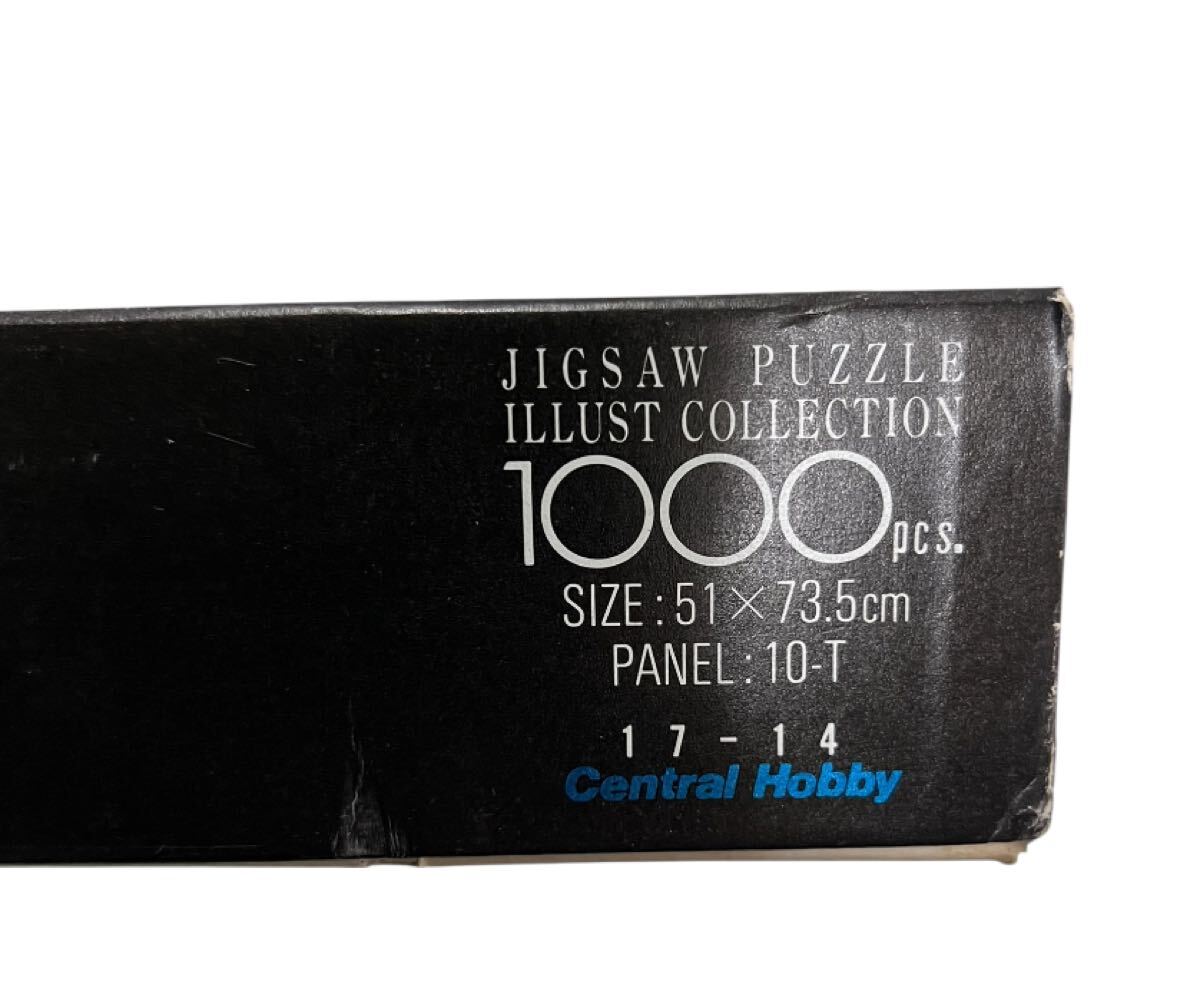 JIGSAW PUZZLE
ILLUST COLLECTION
1000pcs.
SIZE : 51 × 73.5cm
PANEL : 10-T
17-14
Central Hobby